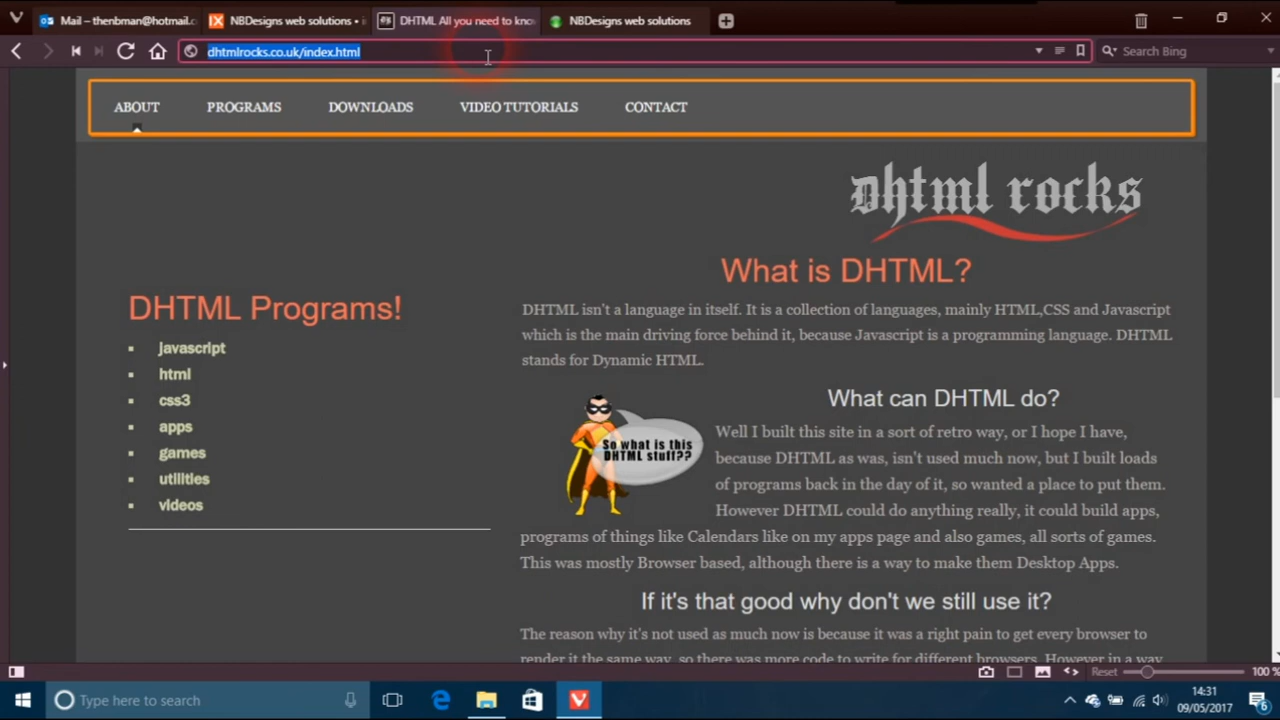 Mail – thenbman@hotmail.c
NBDesigns web solutions • i
DHTML All you need to kno
NBDesigns web solutions
dhtmlrocks.co.uk/index.html
Search Bing
ABOUT
PROGRAMS
DOWNLOADS
VIDEO TUTORIALS
CONTACT
Dhtml rocks
What is DHTML?
DHTML isn't a language in itself. It is a collection of languages, mainly HTML,CSS and Javascript
which is the main driving force behind it, because Javascript is a programming language. DHTML
stands for Dynamic HTML.
DHTML Programs!
javascript
html
css3
apps
games
utilities
videos
What can DHTML do?
So what is this
DHTML stuff??
Well I built this site in a sort of retro way, or I hope I have,
because DHTML as was, isn't used much now, but I built loads
of programs back in the day of it, so wanted a place to put them.
However DHTML could do anything really, it could build apps,
programs of things like Calendars like on my apps page and also games, all sorts of games.
This was mostly Browser based, although there is a way to make them Desktop Apps.
If it's that good why don't we still use it?
The reason why it's not used as much now is because it was a right pain to get every browser to
render it the same way, so there was more code to write for different browsers. However in a way
Reset
100 %
Type here to search
14:31
09/05/2017
6